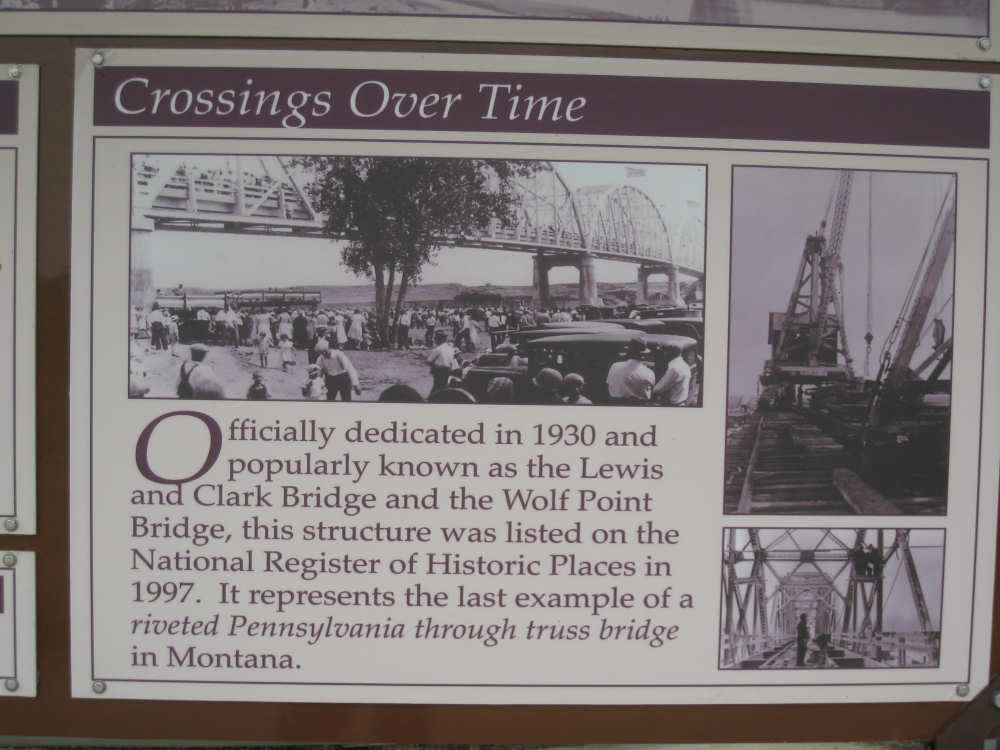 Crossings Over Time
Officially dedicated in 1930 and
popularly known as the Lewis
and Clark Bridge and the Wolf Point
Bridge, this structure was listed on the
National Register of Historic Places in
1997. It represents the last example of a
riveted Pennsylvania through truss bridge
in Montana.